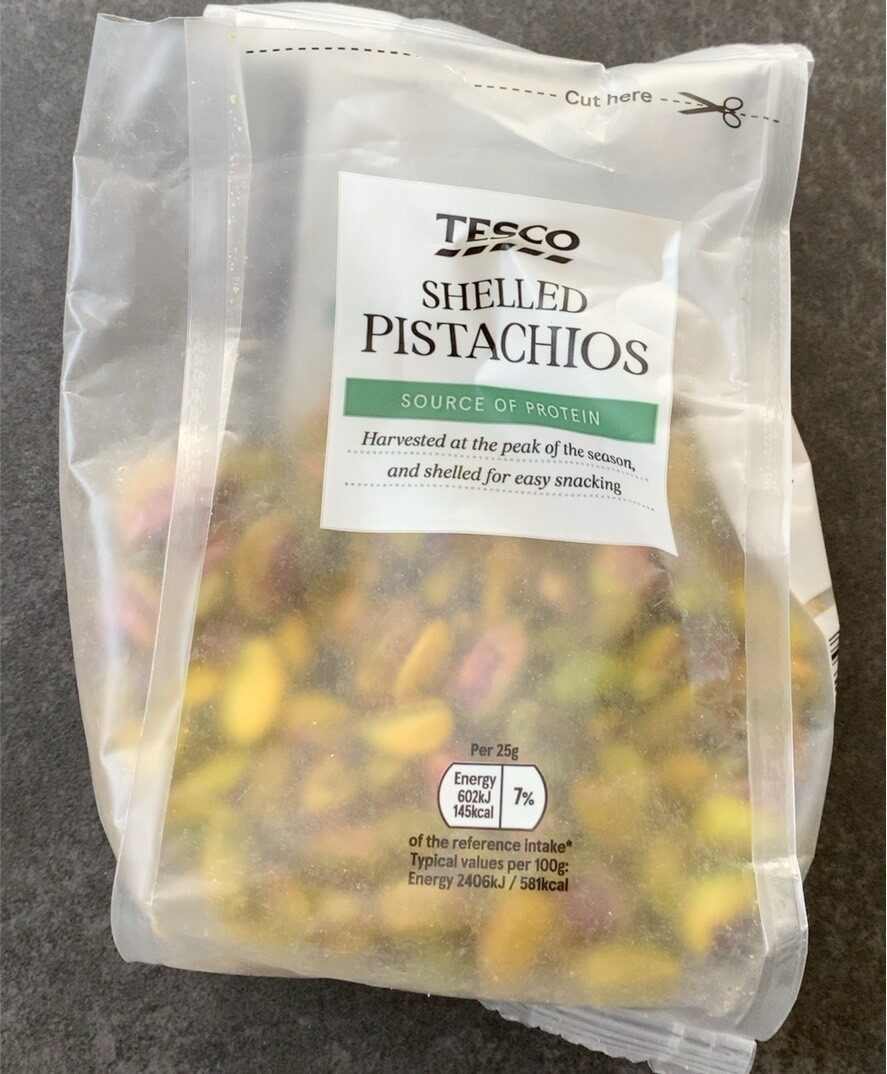 Cut here
TESCO
SHELLED
PISTACHIOS
SOURCE OF PROTEIN
Harvested at the peak of the season,
and shelled for easy snacking
Per 25g
Energy
602kJ
145kcal
7%
of the reference intake*
Typical values per 100g:
Energy 2406kJ / 581kcal